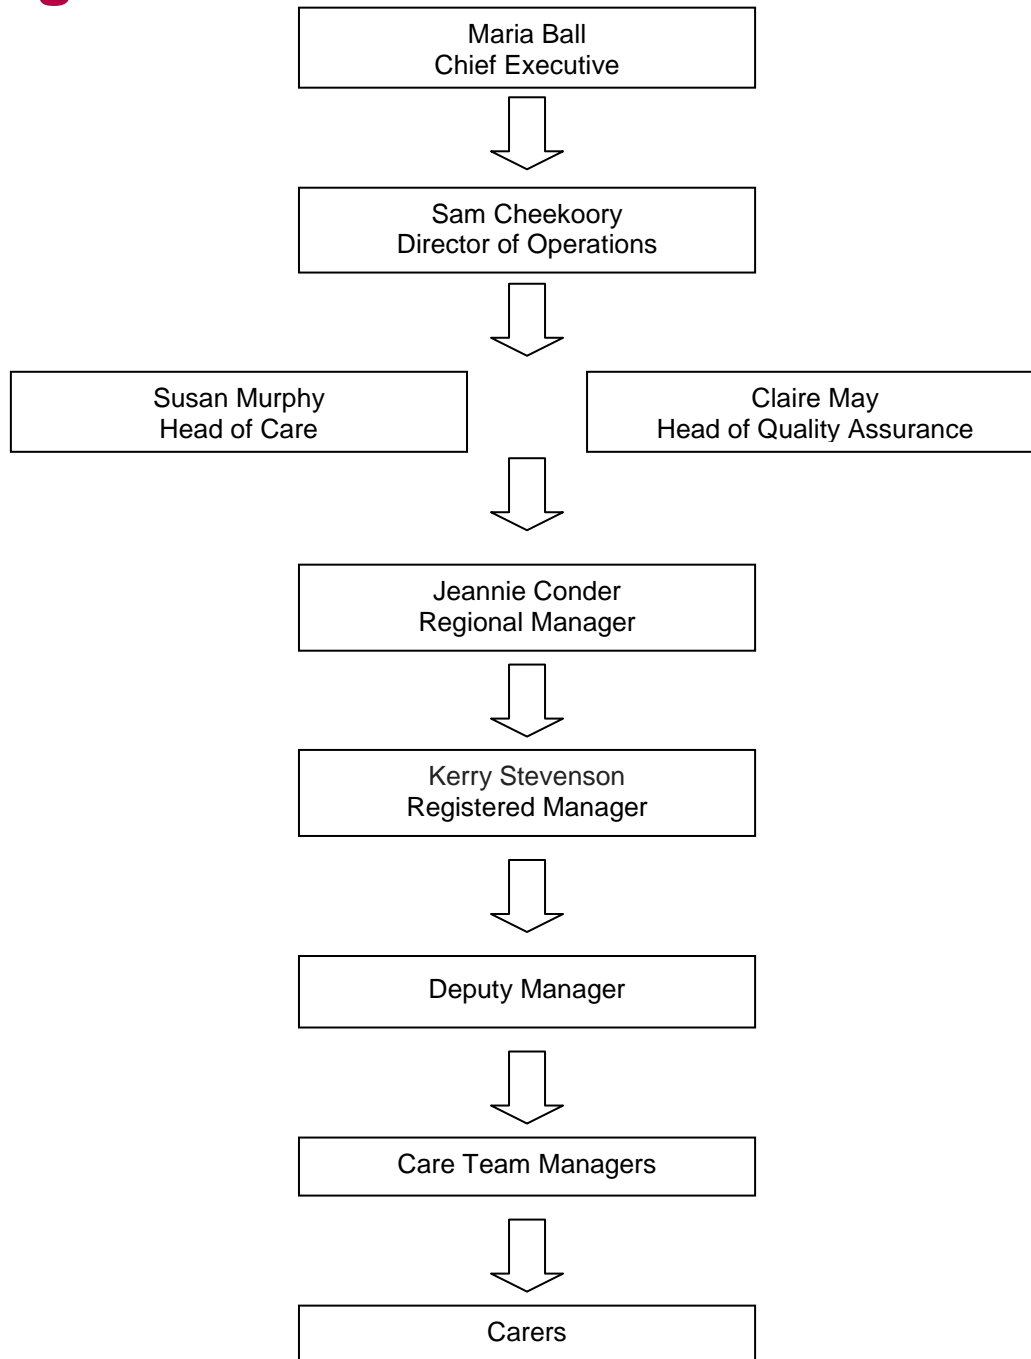 Maria Ball
Chief Executive
Sam Cheekoory
Director of Operations
Susan Murphy
Head of Care
Claire May
Head of Quality Assurance
Jeannie Conder
Regional Manager
Kerry Stevenson
Registered Manager
Deputy Manager
Care Team Managers
Carers